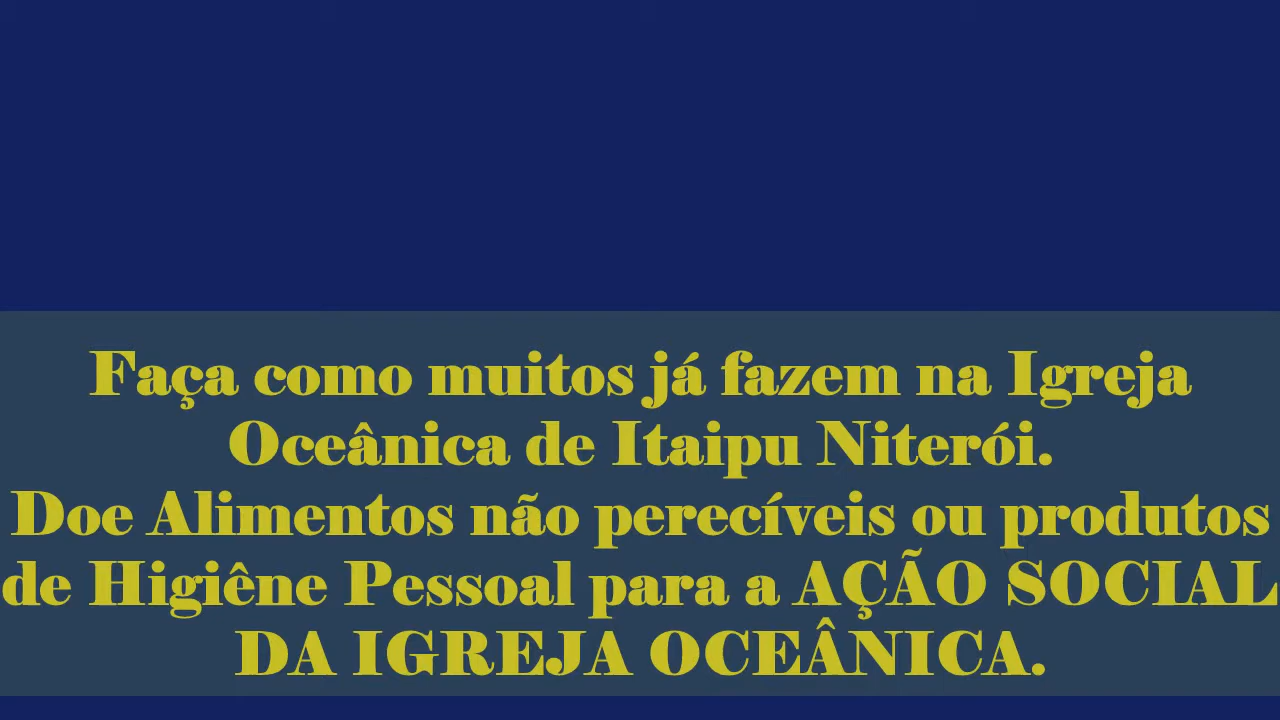 Faça como muitos já fazem na Igreja
Oceânica de Itaipu Niterói.
Doe Alimentos não perecíveis ou produtos
de Higiêne Pessoal para a AÇÃO SOCIAL
DA IGREJA OCEÂNICA.